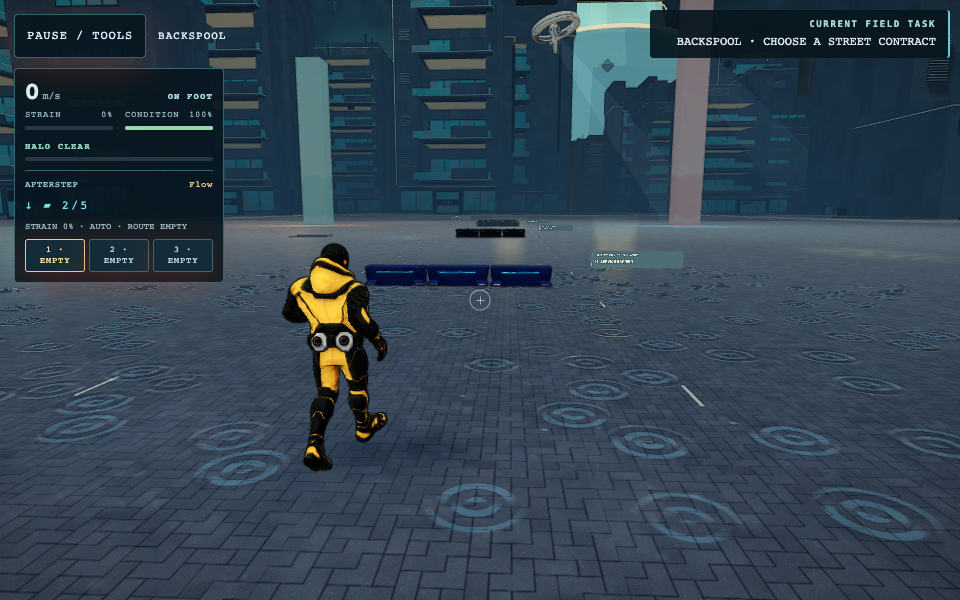 PAUSE / TOOLS
BACKSPOOL
CURRENT FIELD TASK
BACKSPOOL · CHOOSE A STREET CONTRACT
0 m/s
ON FOOT
STRAIN 0%
CONDITION 100%
HALO CLEAR
AFTERSTEP
Flow
↓ ▰ 2/5
STRAIN 0% · AUTO · ROUTE EMPTY
1 · EMPTY
2 · EMPTY
3 · EMPTY